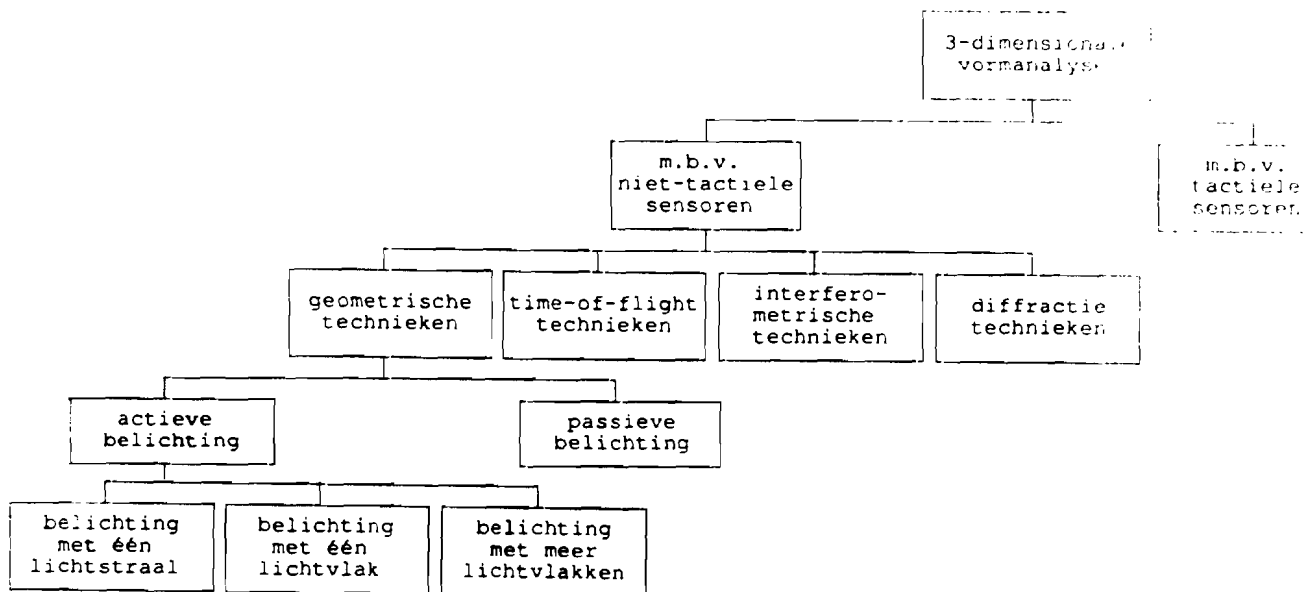 3-dimensionale
vormanalyse
m.b.v.
niet-tactiele
sensoren
m.b.v.
tactiele
sensoren
geometrische
technieken
time-of-flight
technieken
interfero-
metrische
technieken
diffractie
technieken
actieve
belichting
passieve
belichting
belichting
met één
lichtstraal
belichting
met één
lichtvlak
belichting
met meer
lichtvlakken